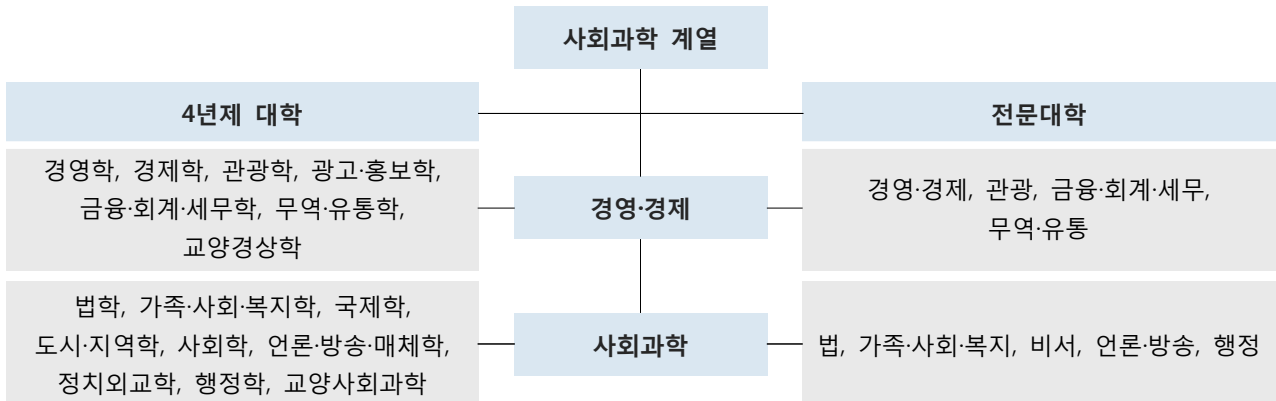 사회과학 계열
4년제 대학
전문대학
경영학, 경제학, 관광학, 광고·홍보학,
금융·회계·세무학, 무역·유통학,
교양경상학
경영·경제
경영·경제, 관광, 금융·회계·세무,
무역·유통
법학, 가족·사회·복지학, 국제학,
도시·지역학, 사회학, 언론·방송·매체학,
정치외교학, 행정학, 교양사회과학
사회과학
법, 가족·사회·복지, 비서, 언론·방송, 행정